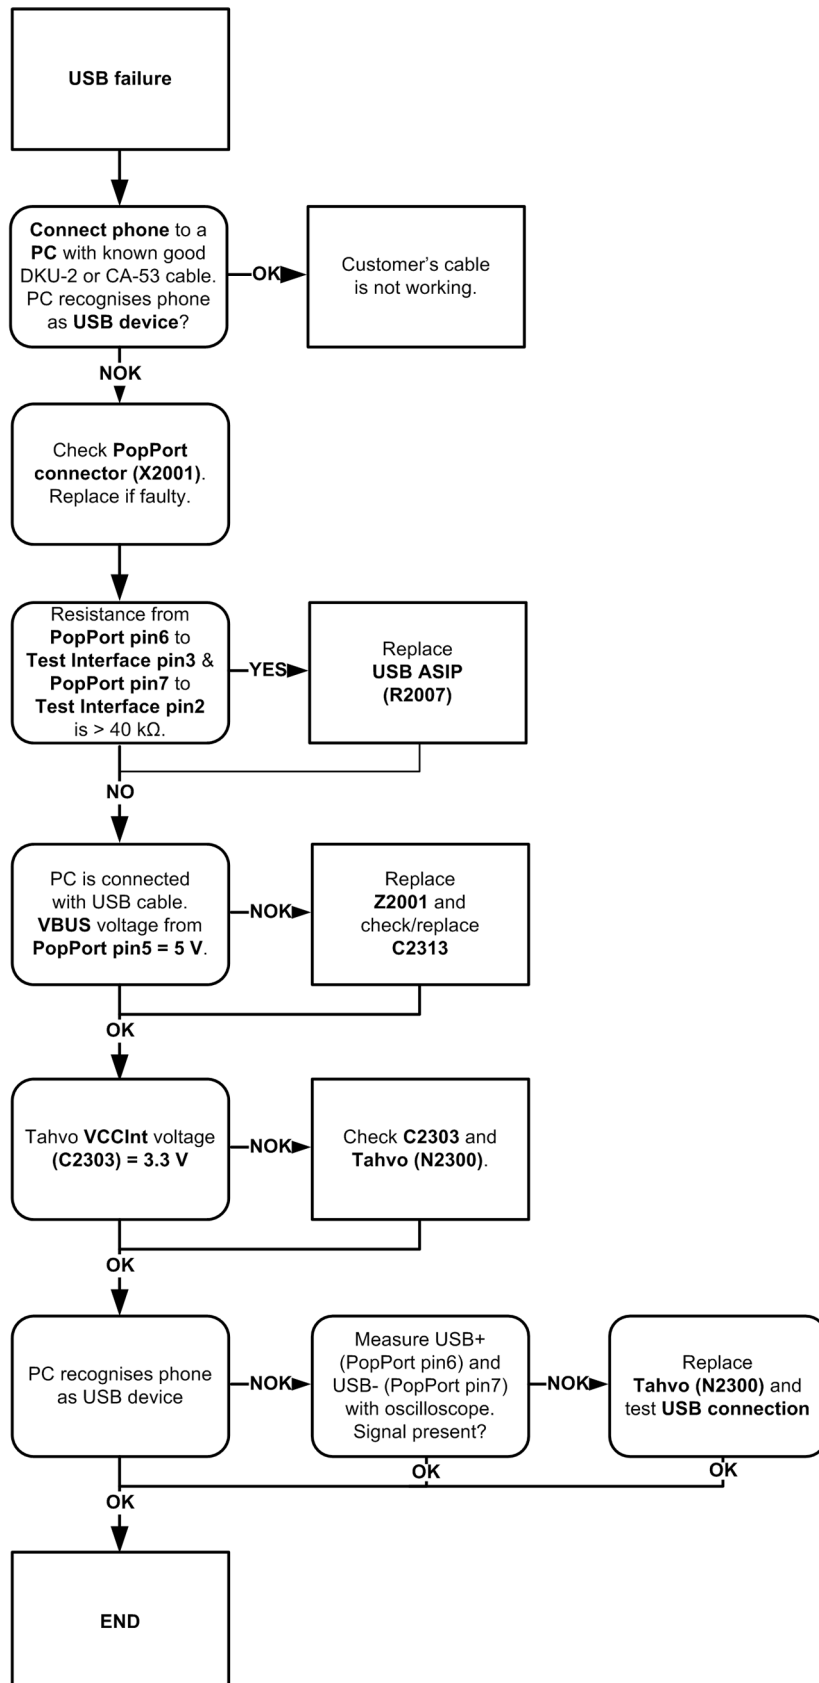 USB failure
Connect phone to a
PC with known good
DKU-2 or CA-53 cable.
PC recognises phone
as USB device?
OK
Customer's cable
is not working.
NOK
Check PopPort
connector (X2001).
Replace if faulty.
Resistance from
PopPort pin6 to
Test Interface pin3 &
PopPort pin7 to
Test Interface pin2
is > 40 kΩ.
YES
Replace
USB ASIP
(R2007)
NO
PC is connected
with USB cable.
VBUS voltage from
PopPort pin5 = 5 V.
NOK
Replace
Z2001 and
check/replace
C2313
OK
Tahvo VCCInt voltage
(C2303) = 3.3 V
NOK
Check C2303 and
Tahvo (N2300).
OK
PC recognises phone
as USB device
NOK
Measure USB+
(PopPort pin6) and
USB- (PopPort pin7)
with oscilloscope.
Signal present?
NOK
Replace
Tahvo (N2300) and
test USB connection
OK
OK
OK
END